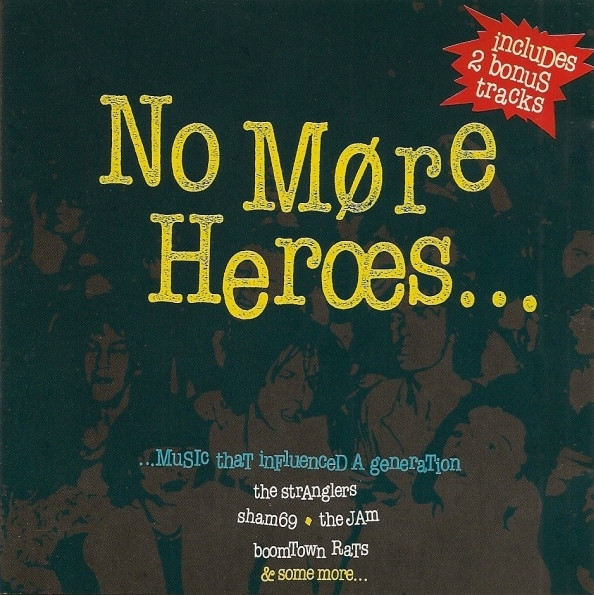 includes
2 bonus
tracks
No Møre
Herœs...
...Music that influenced A generation
the strAnglers
sham69 • the JAm
boomTown RaTs
& some more...